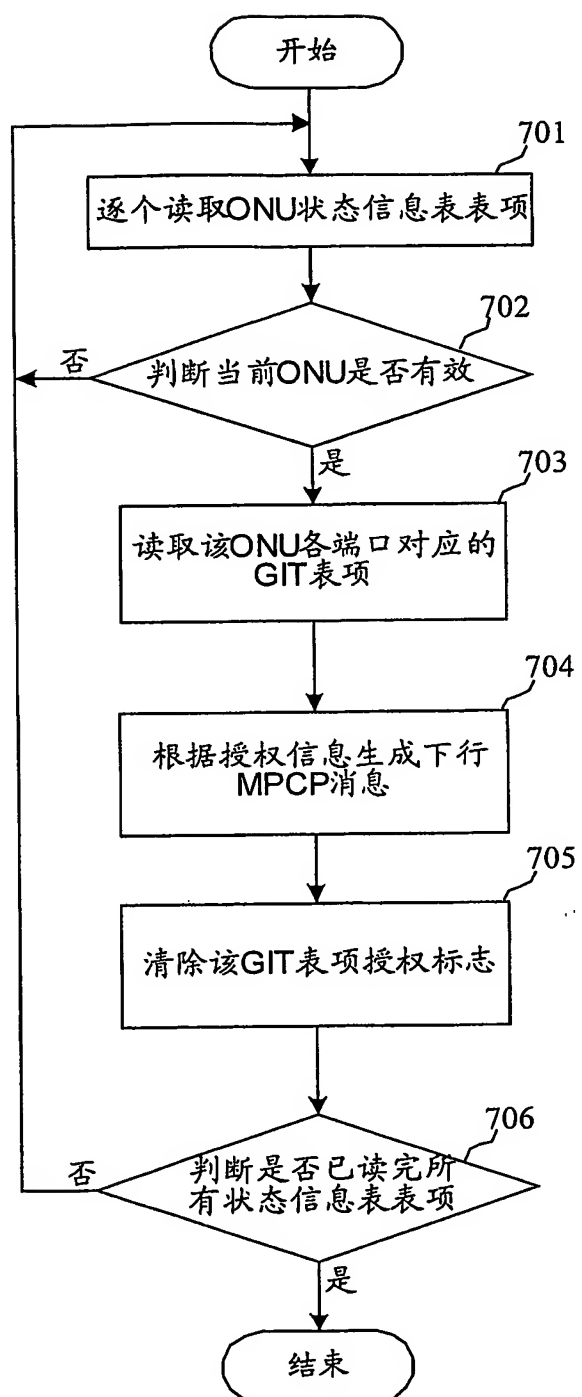 开始
701
逐个读取ONU状态信息表表项
702
否
判断当前ONU是否有效
是
703
读取该ONU各端口对应的
GIT表项
704
根据授权信息生成下行
MPCP消息
705
清除该GIT表项授权标志
706
否
判断是否已读完所
有状态信息表表项
是
结束